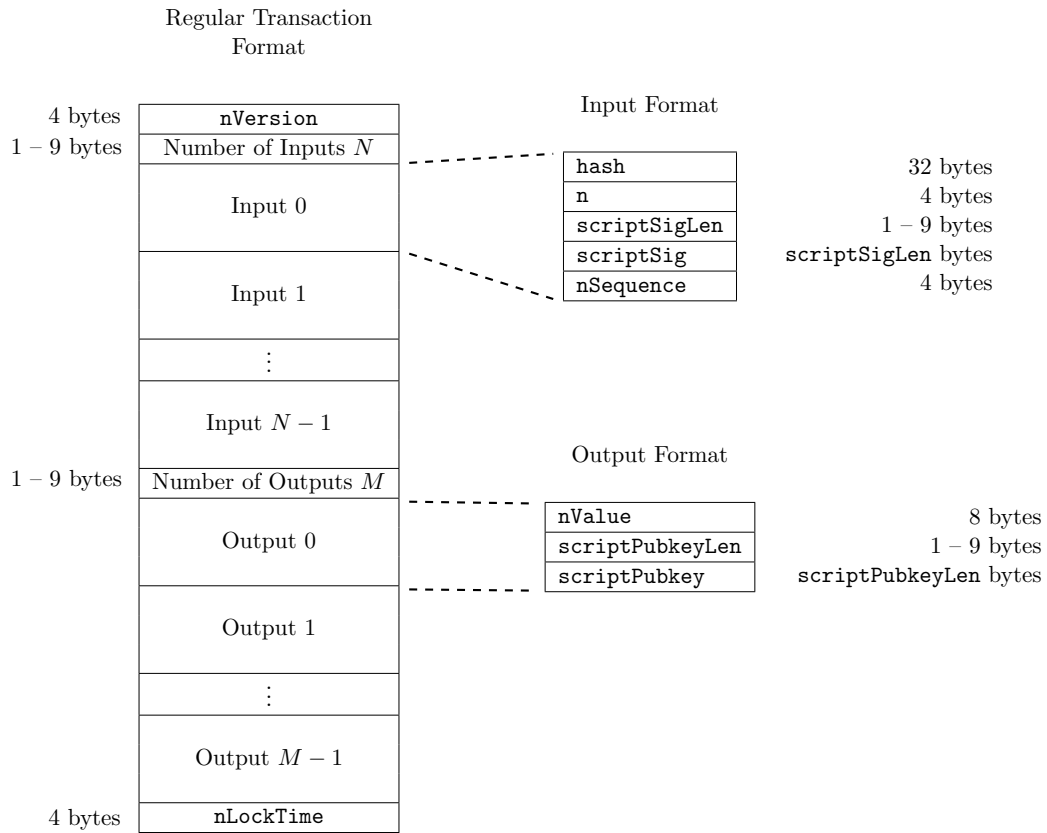 Regular Transaction
Format
4 bytes nVersion
1 – 9 bytes Number of Inputs N
Input 0
Input 1
⋮
Input N − 1
1 – 9 bytes Number of Outputs M
Output 0
Output 1
⋮
Output M − 1
4 bytes nLockTime
Input Format
hash 32 bytes
n 4 bytes
scriptSigLen 1 – 9 bytes
scriptSig scriptSigLen bytes
nSequence 4 bytes
Output Format
nValue 8 bytes
scriptPubkeyLen 1 – 9 bytes
scriptPubkey scriptPubkeyLen bytes